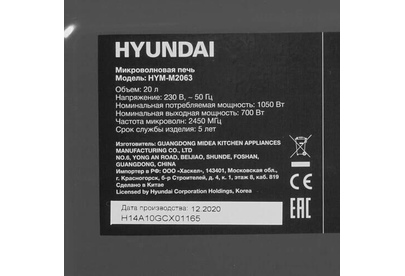 HYUNDAI
Микроволновая печь
Модель: HYM-M2063
Объем: 20 л
Напряжение: 230 В, ~ 50 Гц
Номинальная потребляемая мощность: 1050 Вт
Номинальная выходная мощность: 700 Вт
Частота микроволн: 2450 МГц
Срок службы изделия: 5 лет
Изготовитель: GUANGDONG MIDEA KITCHEN APPLIANCES
MANUFACTURING CO., LTD
NO.6, YONG AN ROAD, BEIJIAO, SHUNDE, FOSHAN,
GUANGDONG, CHINA
Импортер в РФ: ООО «Хаскел», 143401, Московская обл.,
г. Красногорск, б-р Строителей, д. 4, к. 1, этаж 8, каб. 819
Сделано в Китае
Licensed by Hyundai Corporation Holdings, Korea
Дата производства: 12.2020
H14A10GCX01165
CE
EAC